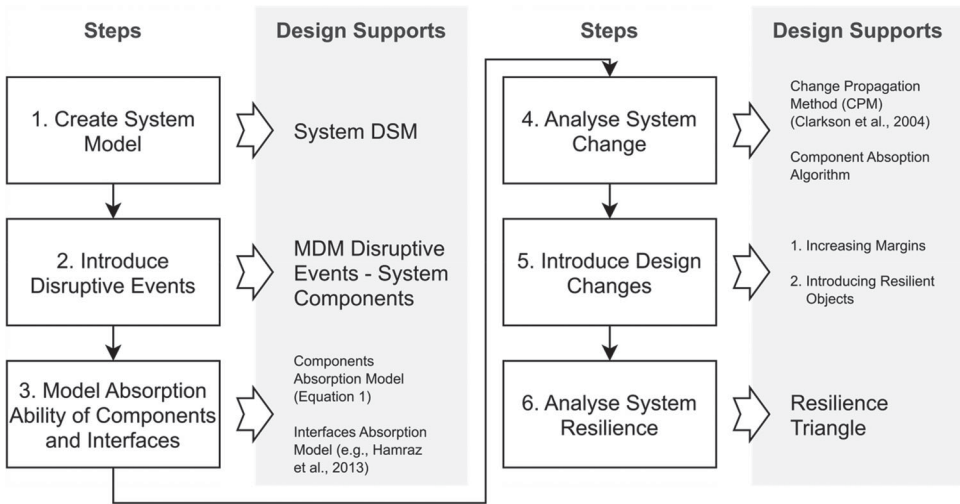 Steps
Design Supports
1. Create System
Model
System DSM
2. Introduce
Disruptive Events
MDM Disruptive
Events - System
Components
3. Model Absorption
Ability of Components
and Interfaces
Components
Absorption Model
(Equation 1)
Interfaces Absorption
Model (e.g., Hamraz
et al., 2013)
Steps
Design Supports
4. Analyse System
Change
Change Propagation
Method (CPM)
(Clarkson et al., 2004)
Component Absoption
Algorithm
5. Introduce Design
Changes
1. Increasing Margins
2. Introducing Resilient
Objects
6. Analyse System
Resilience
Resilience
Triangle